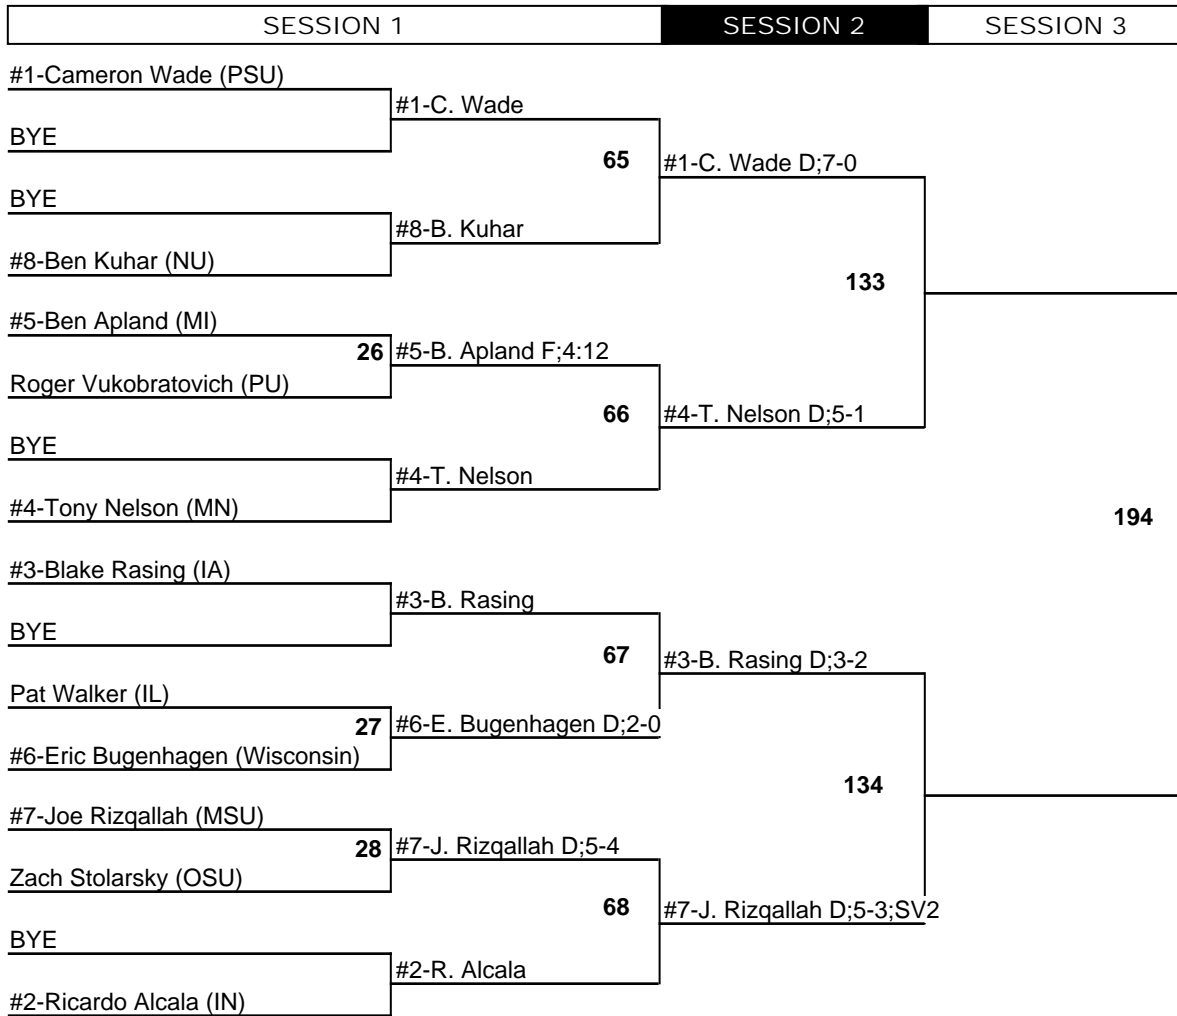 SESSION 1 SESSION 2 SESSION 3
#1-Cameron Wade (PSU)
#1-C. Wade
BYE
65 #1-C. Wade D;7-0
BYE
#8-B. Kuhar
#8-Ben Kuhar (NU)
133
#5-Ben Apland (MI)
26 #5-B. Apland F;4:12
Roger Vukobratovich (PU)
66 #4-T. Nelson D;5-1
BYE
#4-T. Nelson
#4-Tony Nelson (MN)
194
#3-Blake Rasing (IA)
#3-B. Rasing
BYE
67 #3-B. Rasing D;3-2
Pat Walker (IL)
27 #6-E. Bugenhagen D;2-0
#6-Eric Bugenhagen (Wisconsin)
134
#7-Joe Rizqallah (MSU)
28 #7-J. Rizqallah D;5-4
Zach Stolarsky (OSU)
68 #7-J. Rizqallah D;5-3;SV2
BYE
#2-R. Alcala
#2-Ricardo Alcala (IN)